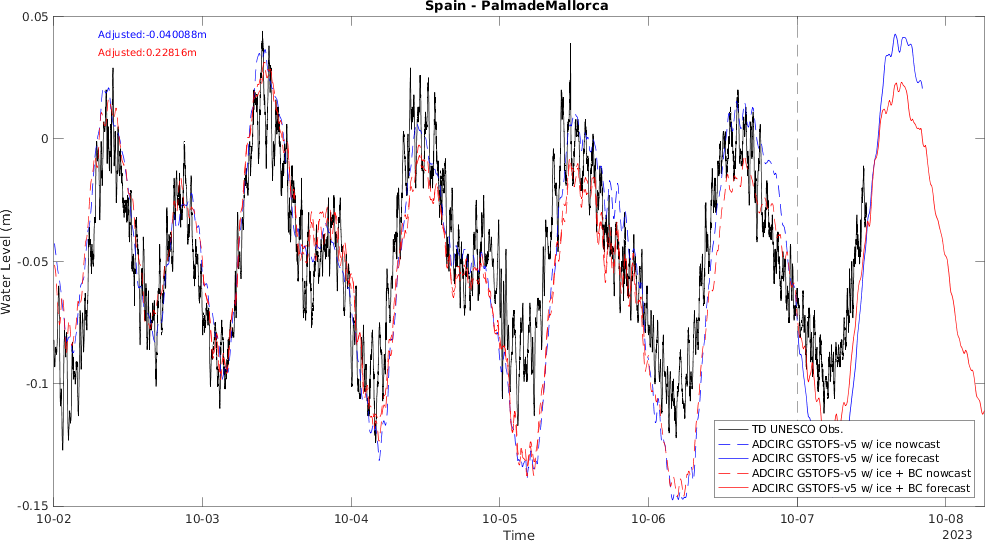 Spain - PalmadeMallorca
Adjusted:-0.040088m
Adjusted:0.22816m
Water Level (m)
0.05
0
-0.05
-0.1
-0.15
TD UNESCO Obs.
ADCIRC GSTOFS-v5 w/ ice nowcast
ADCIRC GSTOFS-v5 w/ ice forecast
ADCIRC GSTOFS-v5 w/ ice + BC nowcast
ADCIRC GSTOFS-v5 w/ ice + BC forecast
10-02 10-03 10-04 10-05 10-06 10-07 10-08
Time
2023